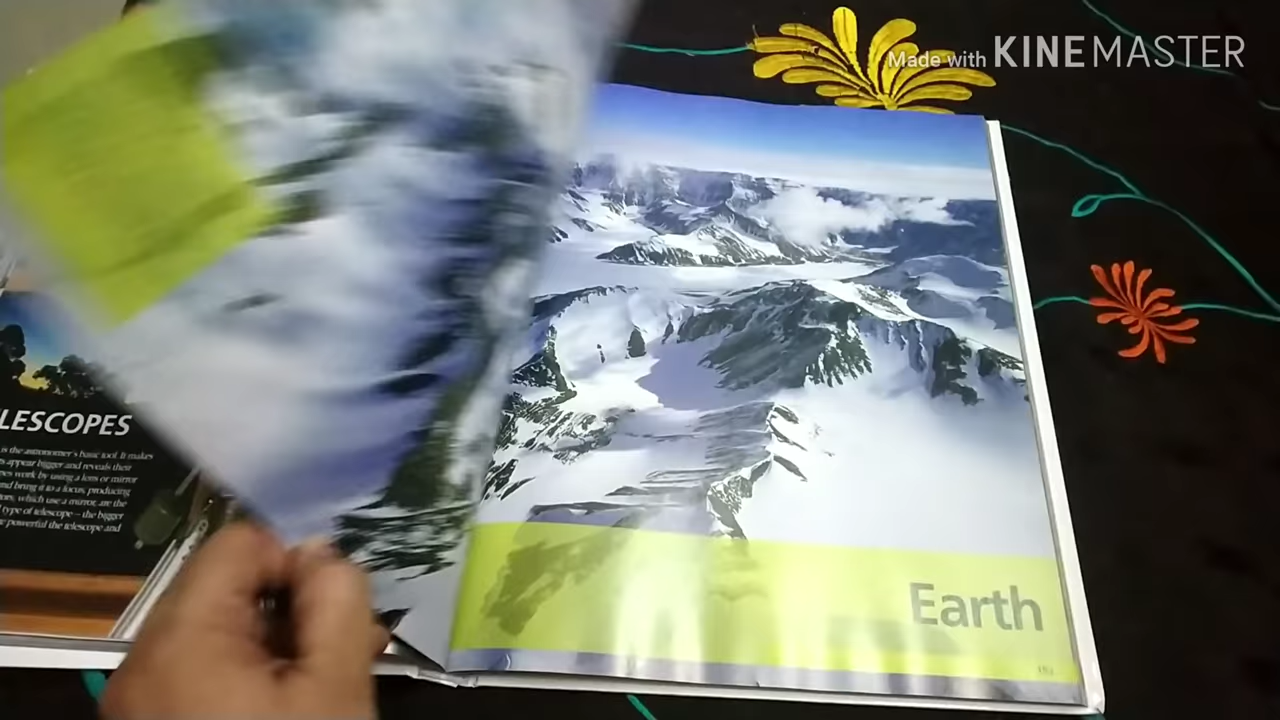 Made with KINEMASTER
LESCOPES
is the astronomer's basic tool. It makes
appear bigger and reveals their
pes work by using a lens or mirror
and bring it to a focus, producing
tors, which use a mirror, are the
type of telescope – the bigger
powerful the telescope and
Earth